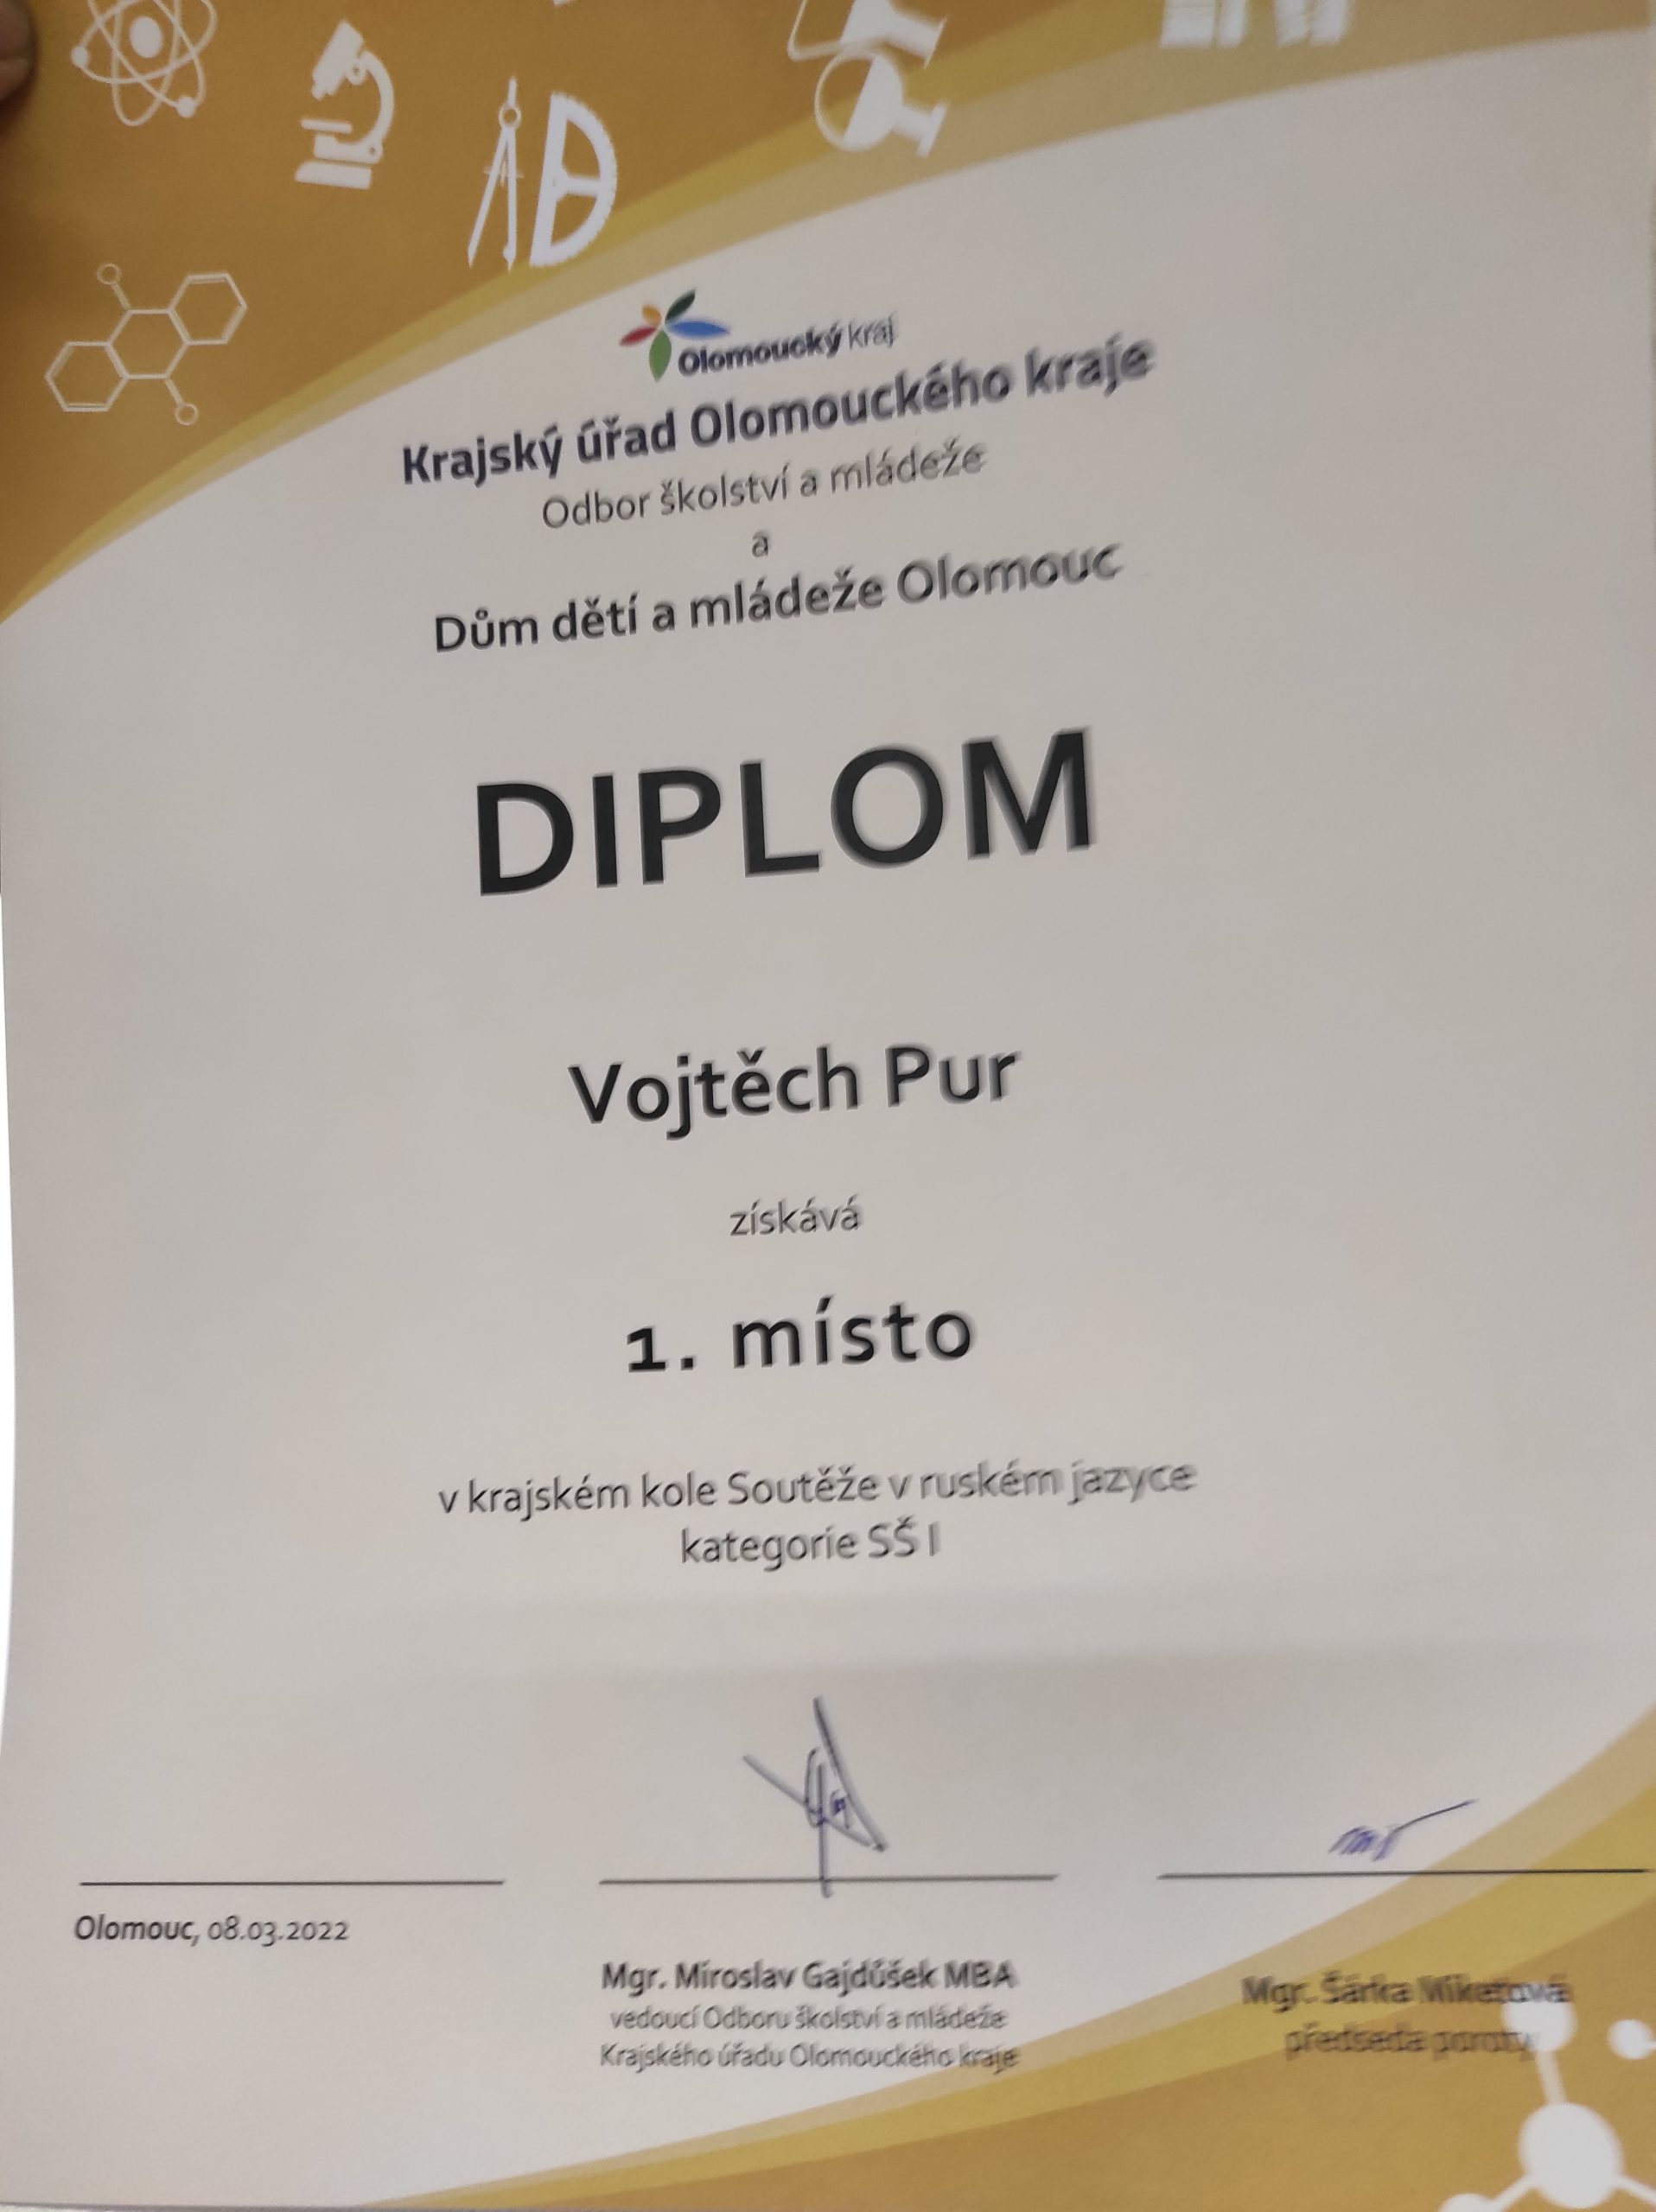 Olomoucký kraj
Krajský úřad Olomouckého kraje
Odbor školství a mládeže
a
Dům dětí a mládeže Olomouc
DIPLOM
Vojtěch Pur
získává
1. místo
v krajském kole Soutěže v ruském jazyce
kategorie SŠ I
Olomouc, 08.03.2022
Mgr. Miroslav Gajdůšek MBA
vedoucí Odboru školství a mládeže
Krajského úřadu Olomouckého kraje
Mgr. Šárka
předseda poroty